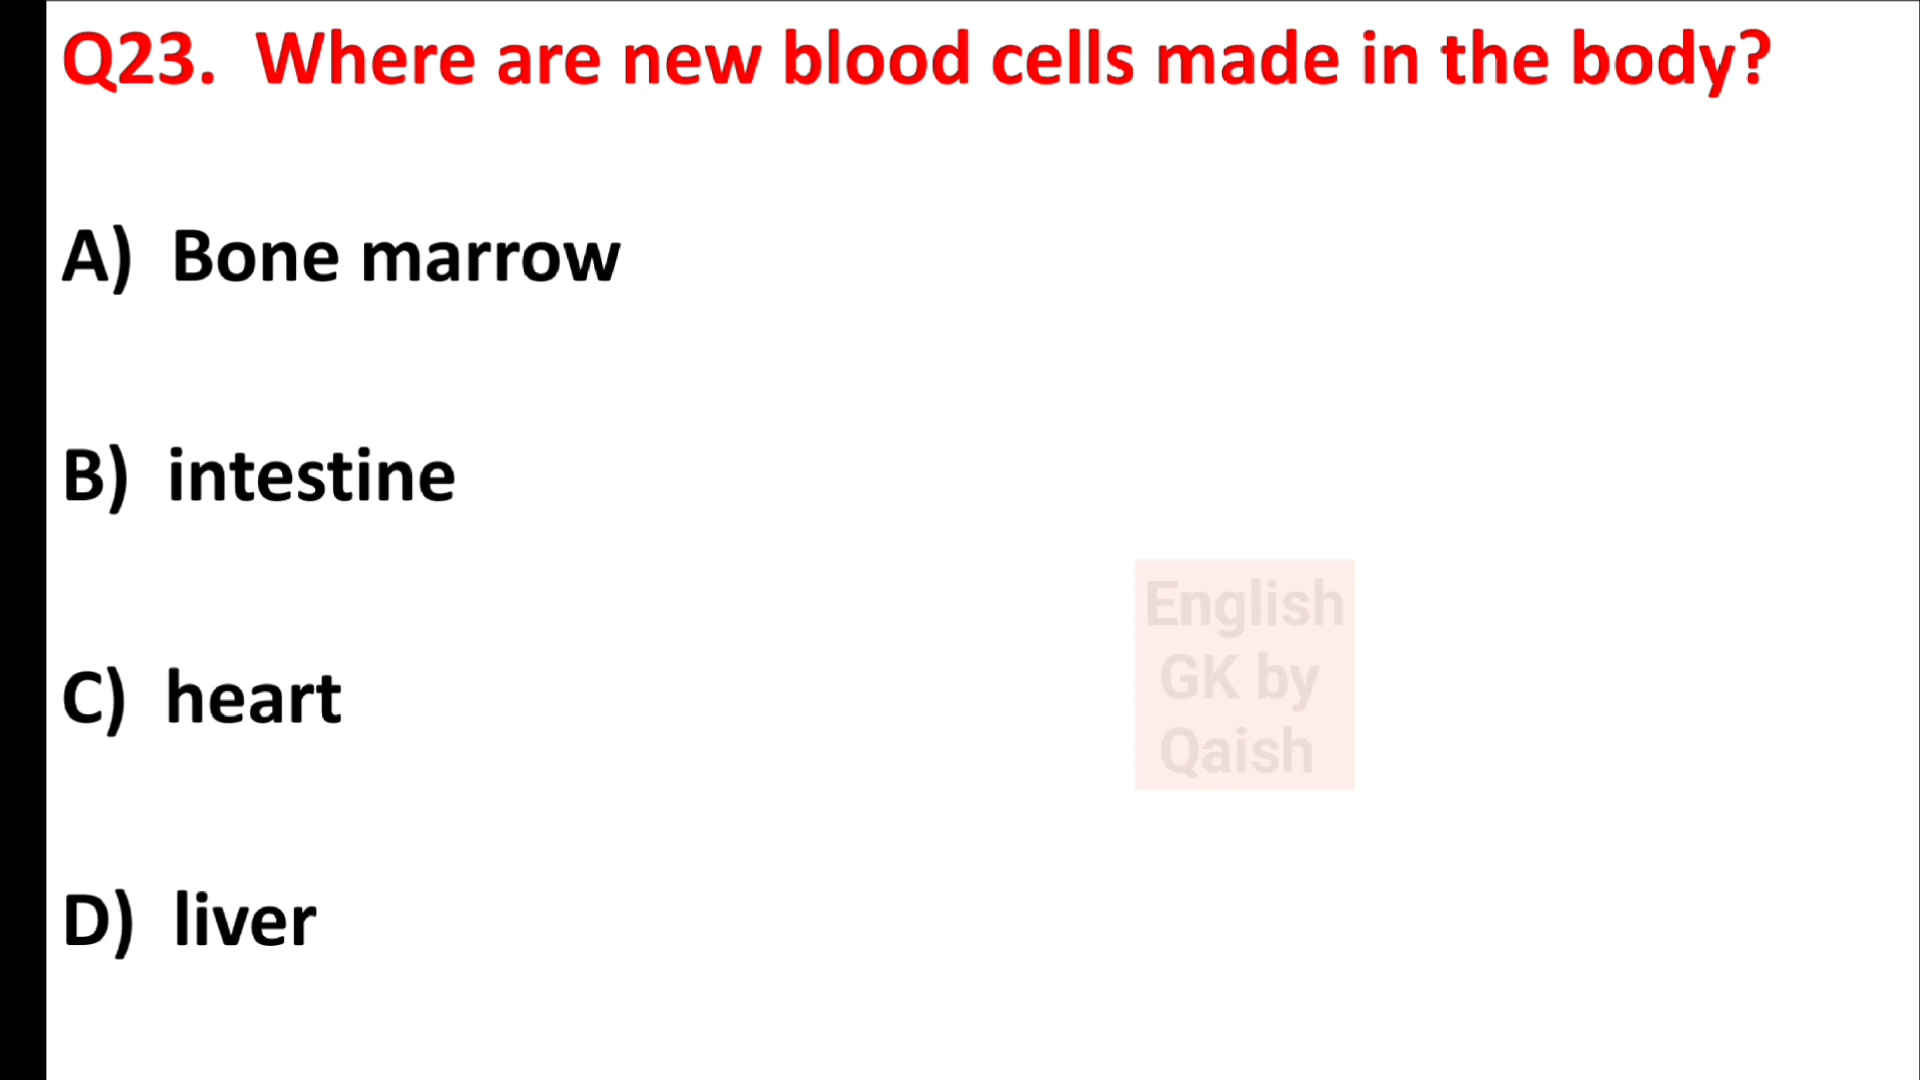 Q23. Where are new blood cells made in the body?
A) Bone marrow
B) intestine
C) heart
D) liver
English
GK by
Qaish